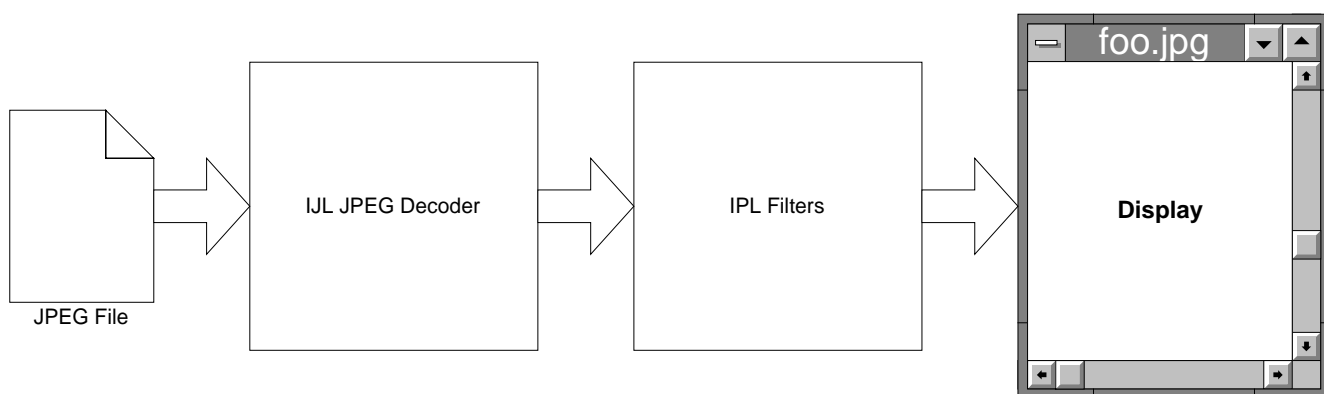 foo.jpg
JPEG File
IJL JPEG Decoder
IPL Filters
Display